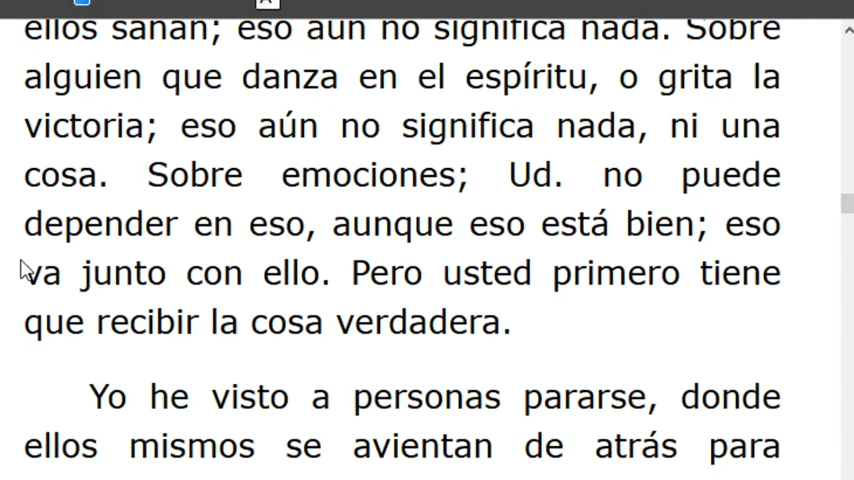 ellos sanan; eso aún no significa nada. Sobre
alguien que danza en el espíritu, o grita la
victoria; eso aún no significa nada, ni una
cosa. Sobre emociones; Ud. no puede
depender en eso, aunque eso está bien; eso
va junto con ello. Pero usted primero tiene
que recibir la cosa verdadera.
Yo he visto a personas pararse, donde
ellos mismos se avientan de atrás para